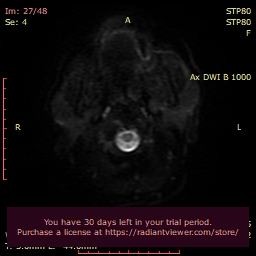 Im: 27/48
Se: 4
A
STP80
STP80
F
Ax DWI B 1000
R
L
You have 30 days left in your trial period.
Purchase a license at https://radiantviewer.com/store/